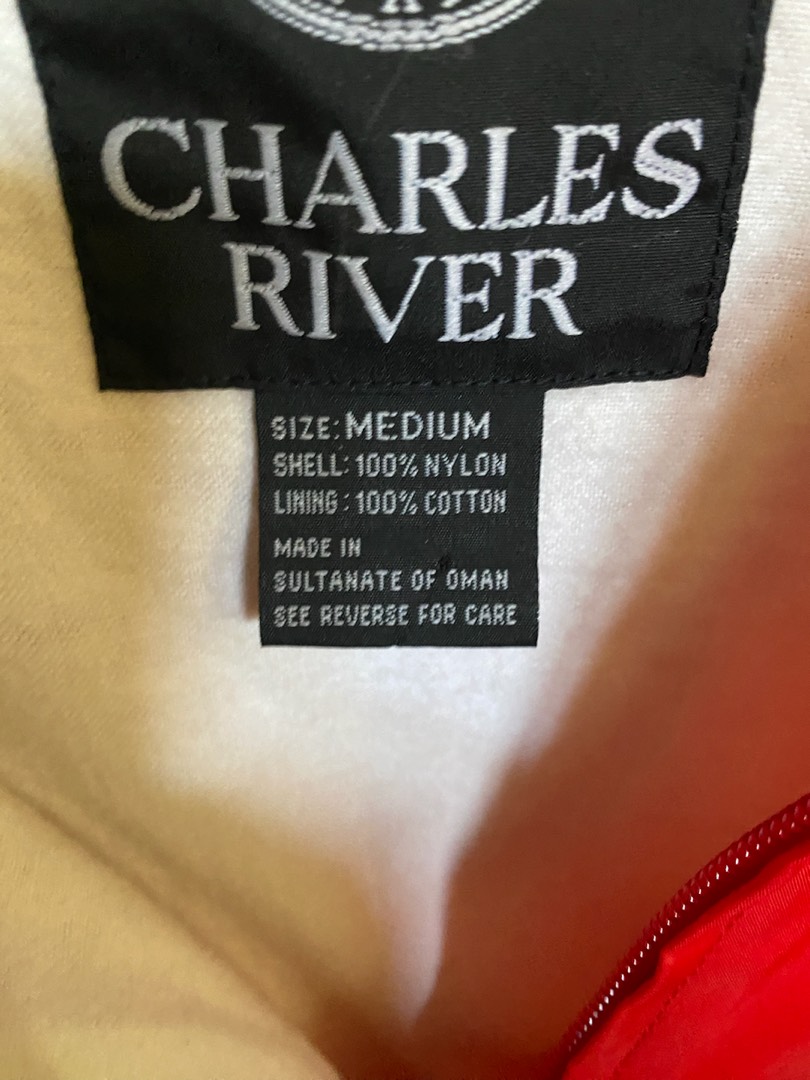 CHARLES
RIVER
SIZE: MEDIUM
SHELL: 100% NYLON
LINING: 100% COTTON
MADE IN
SULTANATE OF OMAN
SEE REVERSE FOR CARE